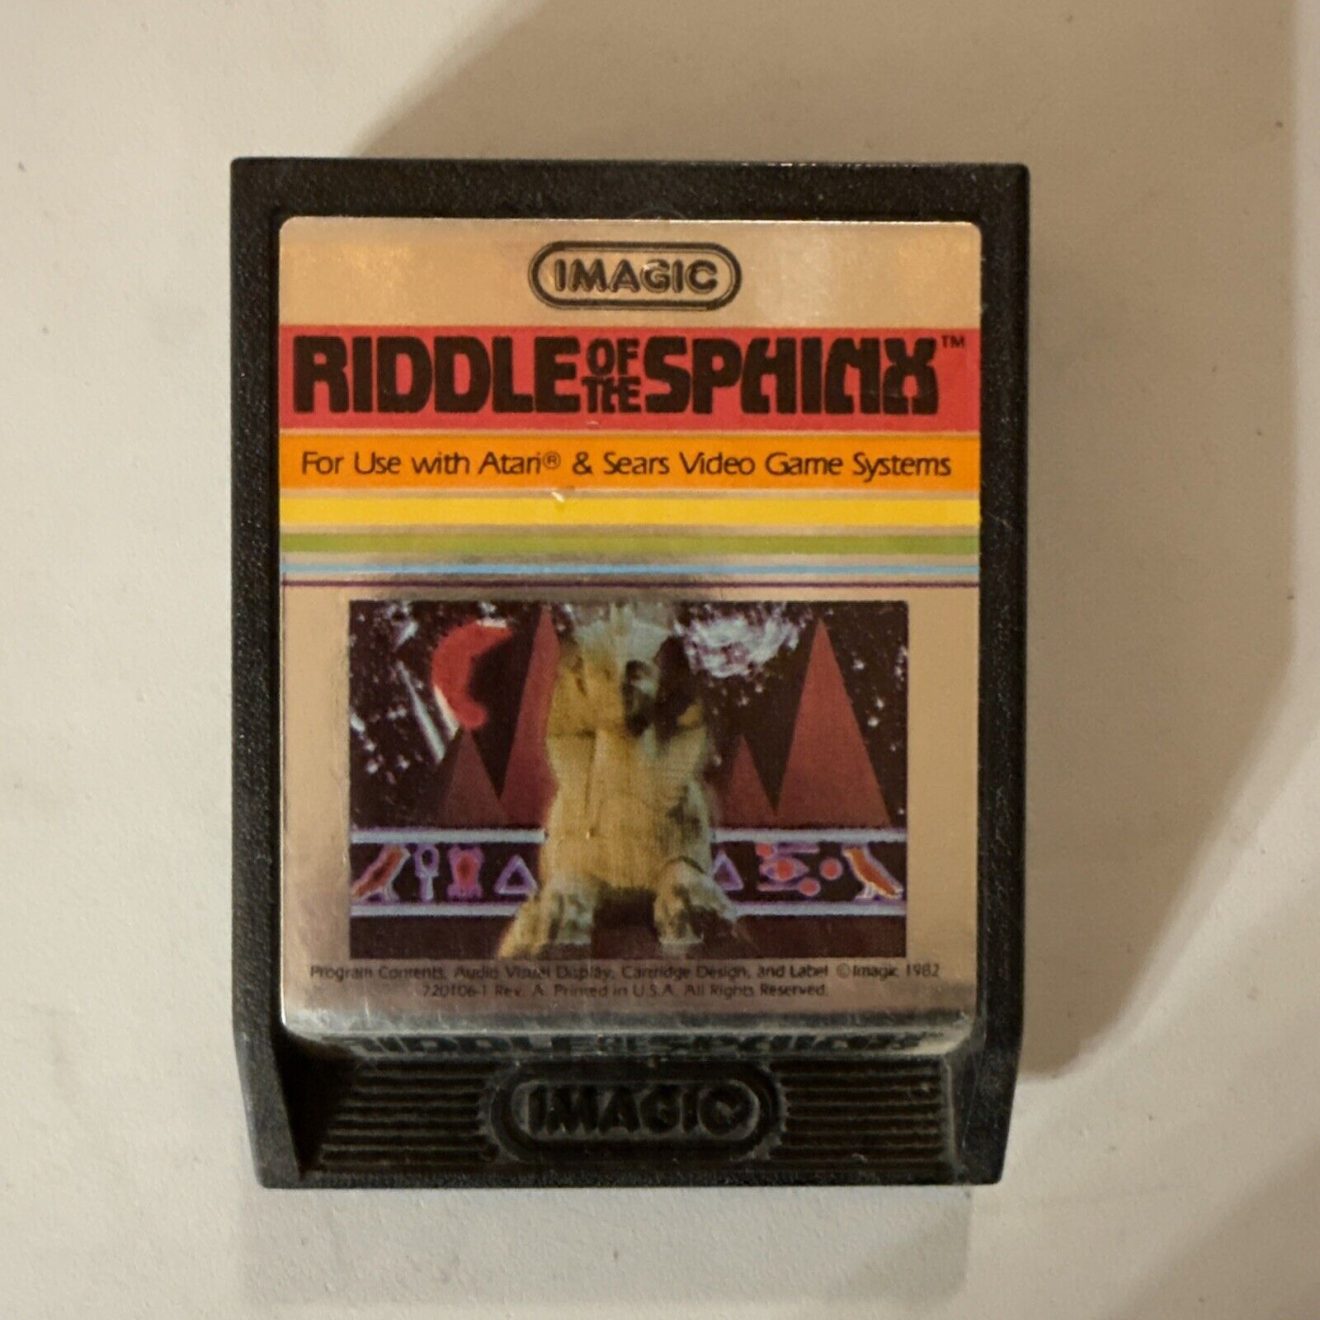 IMAGIC
RIDDLE OF THE SPHINX™
For Use with Atari® & Sears Video Game Systems
Program Contents, Audio Visual Display, Cartridge Design, and Label ©Imagic 1982
720106-1 Rev. A. Printed in U.S.A. All Rights Reserved.
RIDDLE OF THE SPHINX
IMAGIC